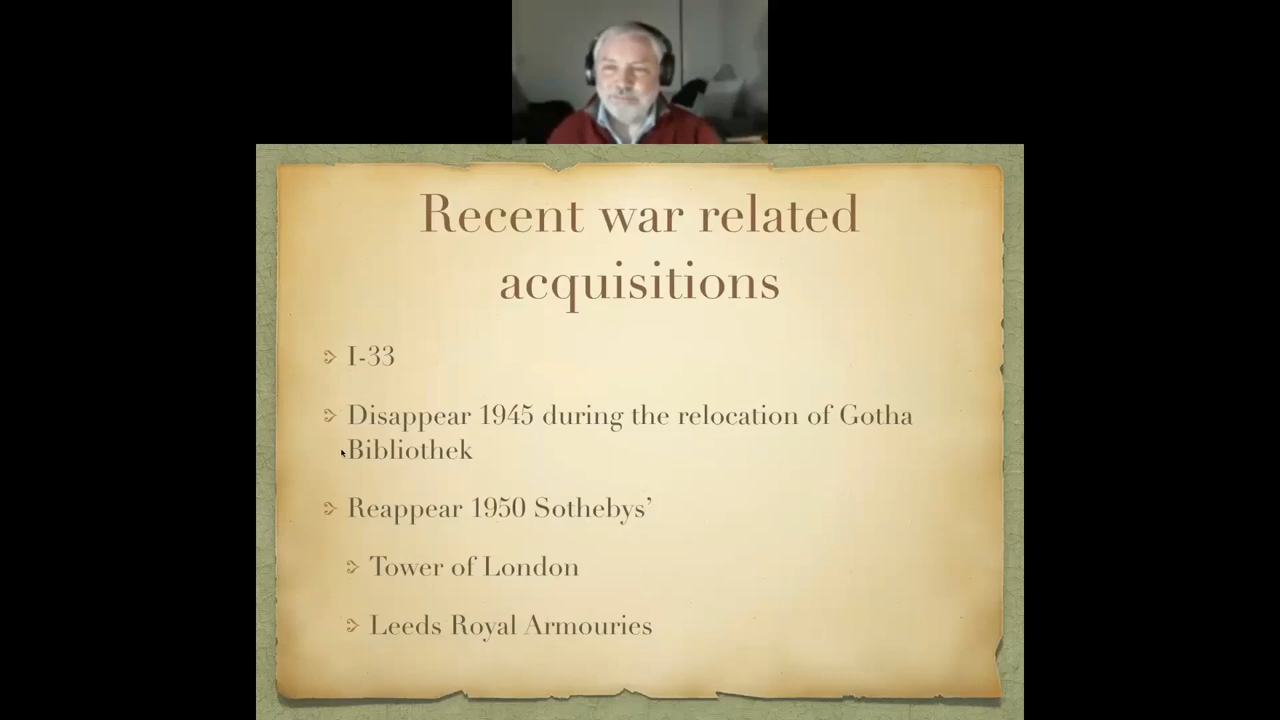 Recent war related
acquisitions
I-33
Disappear 1945 during the relocation of Gotha
Bibliothek
Reappear 1950 Sothebys’
Tower of London
Leeds Royal Armouries